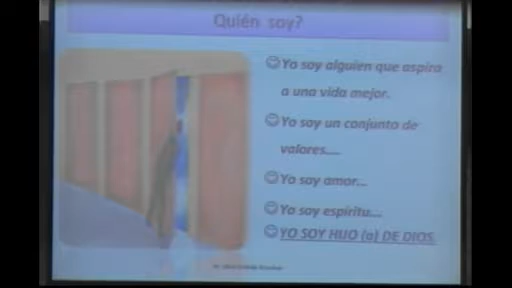 Quién soy?
Yo soy alguien que aspira
a una vida mejor.
Yo soy un conjunto de
valores....
Yo soy amor...
Yo soy espíritu...
YO SOY HIJO (a) DE DIOS.